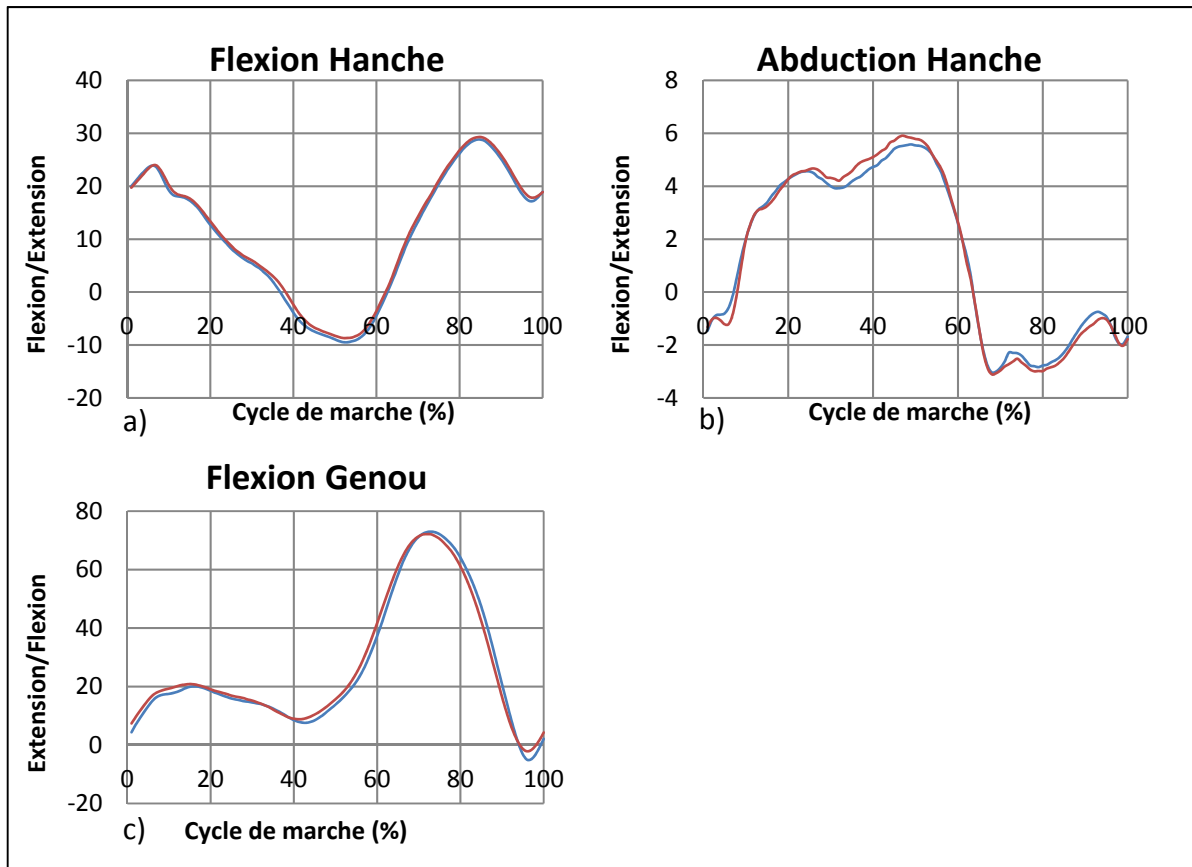 Flexion Hanche
40
30
20
10
0
-10
-20
0 20 40 60 80 100
Flexion/Extension
Cycle de marche (%)
a)
Abduction Hanche
8
6
4
2
0
-2
-4
0 20 40 60 80 100
Flexion/Extension
Cycle de marche (%)
b)
Flexion Genou
80
60
40
20
0
-20
0 20 40 60 80 100
Extension/Flexion
Cycle de marche (%)
c)